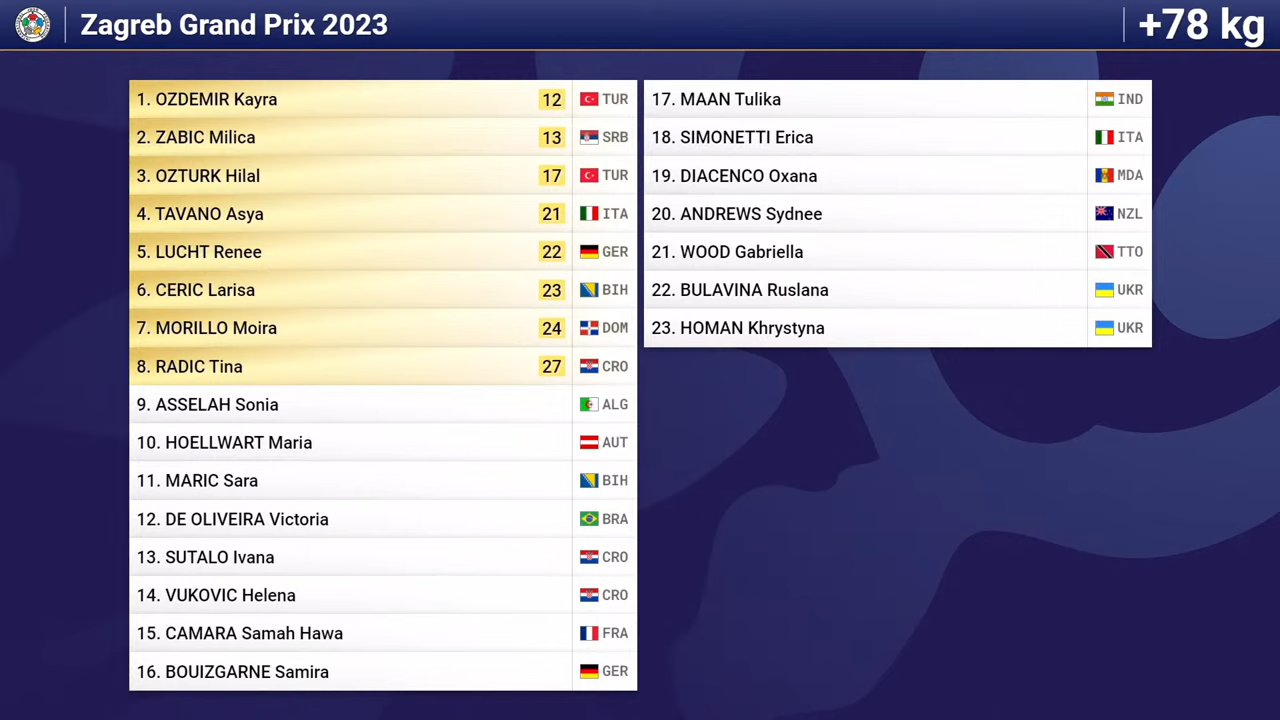 Zagreb Grand Prix 2023
+78 kg
1. OZDEMIR Kayra 12 TUR
2. ZABIC Milica 13 SRB
3. OZTURK Hilal 17 TUR
4. TAVANO Asya 21 ITA
5. LUCHT Renee 22 GER
6. CERIC Larisa 23 BIH
7. MORILLO Moira 24 DOM
8. RADIC Tina 27 CRO
9. ASSELAH Sonia ALG
10. HOELLWART Maria AUT
11. MARIC Sara BIH
12. DE OLIVEIRA Victoria BRA
13. SUTALO Ivana CRO
14. VUKOVIC Helena CRO
15. CAMARA Samah Hawa FRA
16. BOUIZGARNE Samira GER
17. MAAN Tulika IND
18. SIMONETTI Erica ITA
19. DIACENCO Oxana MDA
20. ANDREWS Sydnee NZL
21. WOOD Gabriella TTO
22. BULAVINA Ruslana UKR
23. HOMAN Khrystyna UKR